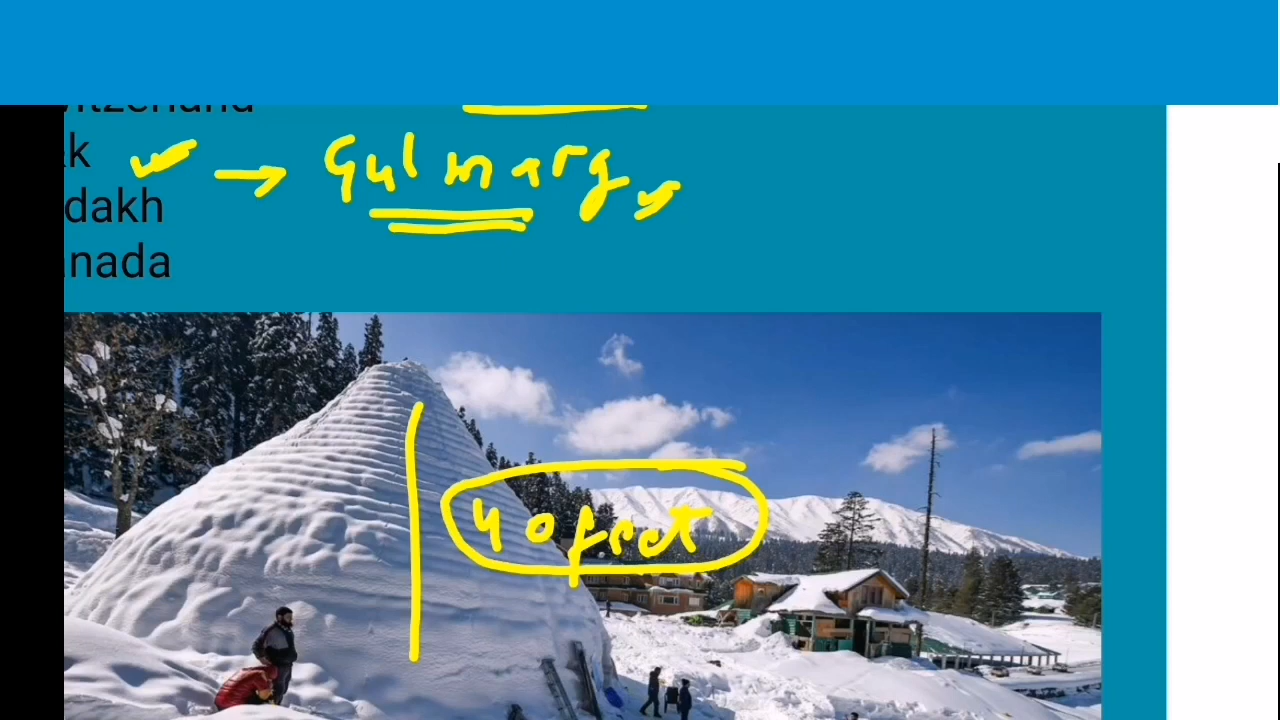 k → Gulmarg
dakh
nada
40 feet